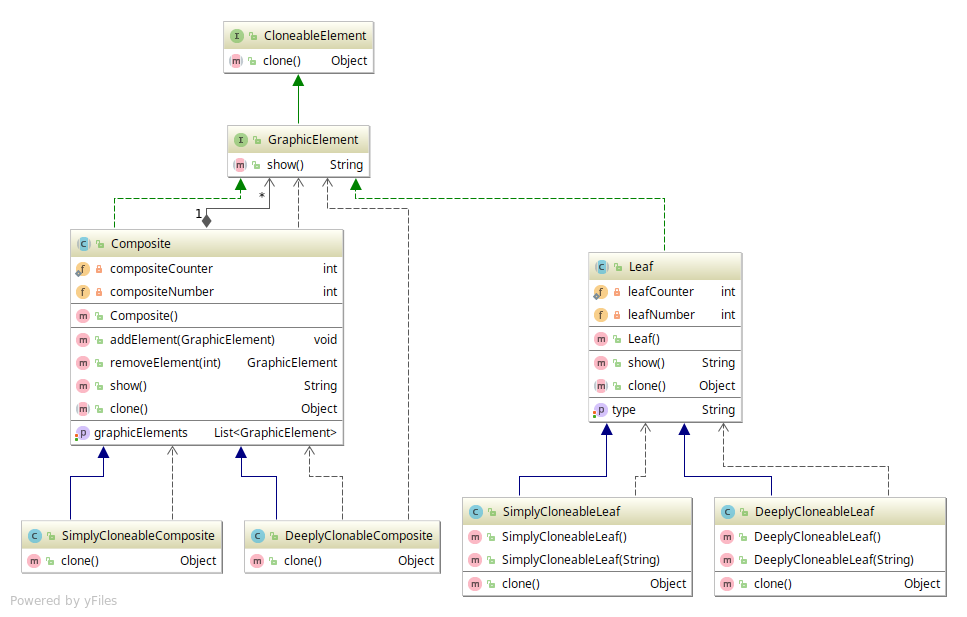 CloneableElement
clone() Object
GraphicElement
show() String
*
1
Composite
compositeCounter int
compositeNumber int
Composite()
addElement(GraphicElement) void
removeElement(int) GraphicElement
show() String
clone() Object
graphicElements List<GraphicElement>
Leaf
leafCounter int
leafNumber int
Leaf()
show() String
clone() Object
type String
SimplyCloneableComposite
clone() Object
DeeplyClonableComposite
clone() Object
SimplyCloneableLeaf
SimplyCloneableLeaf()
SimplyCloneableLeaf(String)
clone() Object
DeeplyCloneableLeaf
DeeplyCloneableLeaf()
DeeplyCloneableLeaf(String)
clone() Object
Powered by yFiles